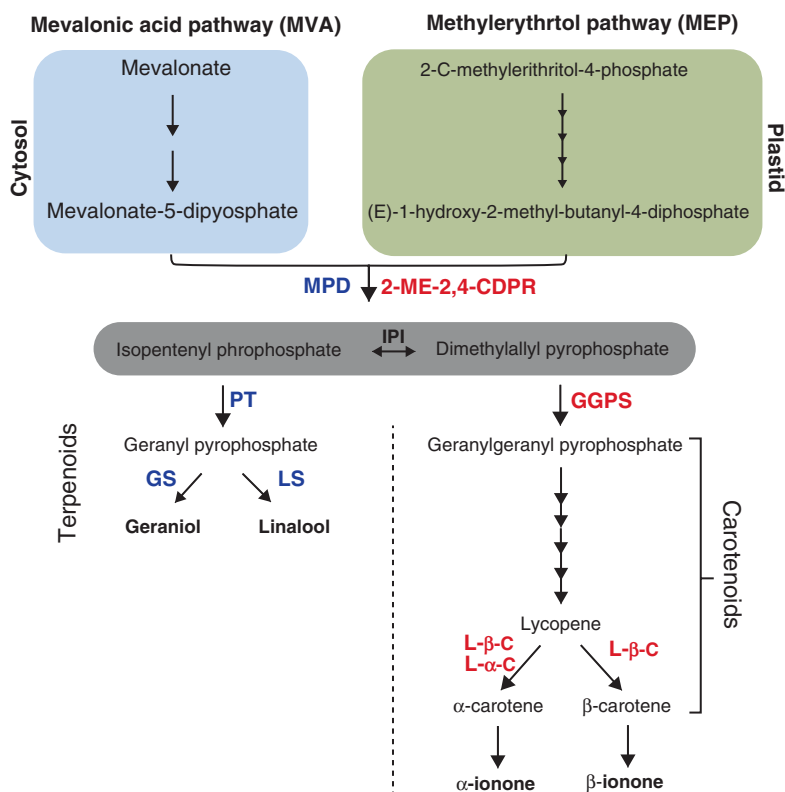 Mevalonic acid pathway (MVA)
Methylerythrtol pathway (MEP)
Cytosol
Mevalonate
Mevalonate-5-dipyosphate
2-C-methylerithritol-4-phosphate
(E)-1-hydroxy-2-methyl-butanyl-4-diphosphate
Plastid
MPD
2-ME-2,4-CDPR
Isopentenyl phrophosphate
IPI
Dimethylallyl pyrophosphate
Terpenoids
PT
Geranyl pyrophosphate
GS
LS
Geraniol
Linalool
GGPS
Geranylgeranyl pyrophosphate
Carotenoids
Lycopene
L-β-C
L-α-C
L-β-C
α-carotene
β-carotene
α-ionone
β-ionone